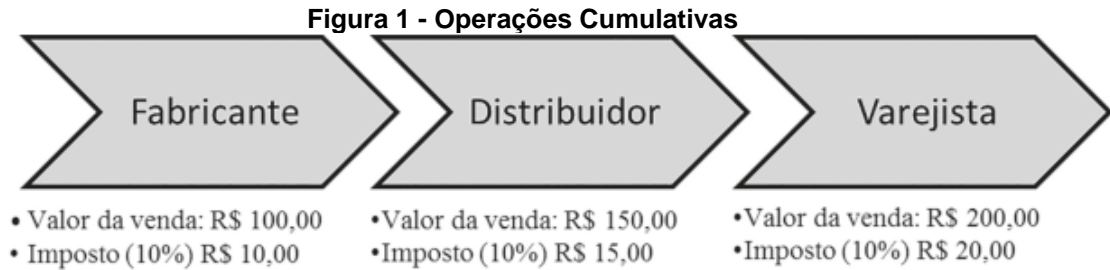 Figura 1 - Operações Cumulativas
Fabricante
Distribuidor
Varejista
• Valor da venda: R$ 100,00
• Imposto (10%) R$ 10,00
•Valor da venda: R$ 150,00
•Imposto (10%) R$ 15,00
•Valor da venda: R$ 200,00
•Imposto (10%) R$ 20,00